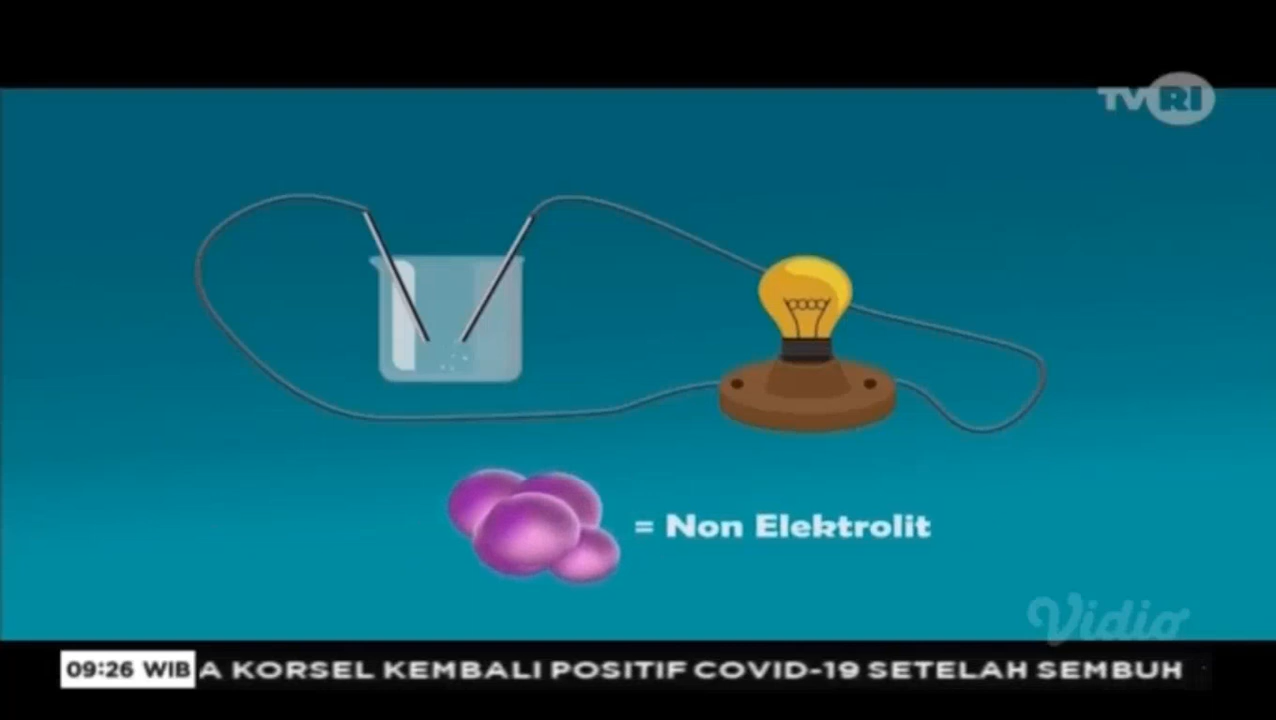 TVRI
= Non Elektrolit
Vidio
09:26 WIB A KORSEL KEMBALI POSITIF COVID-19 SETELAH SEMBUH